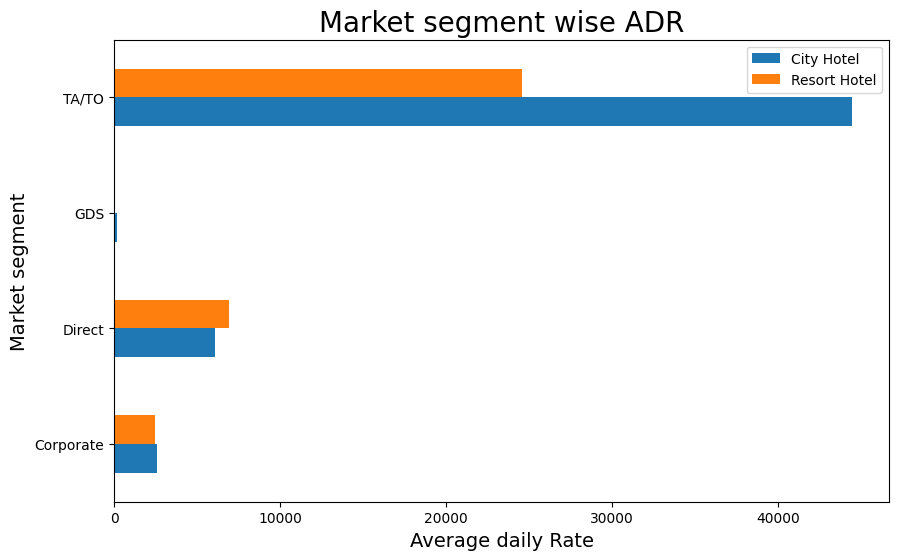 Market segment wise ADR
City Hotel
Resort Hotel
TA/TO
GDS
Direct
Corporate
Market segment
0 10000 20000 30000 40000
Average daily Rate